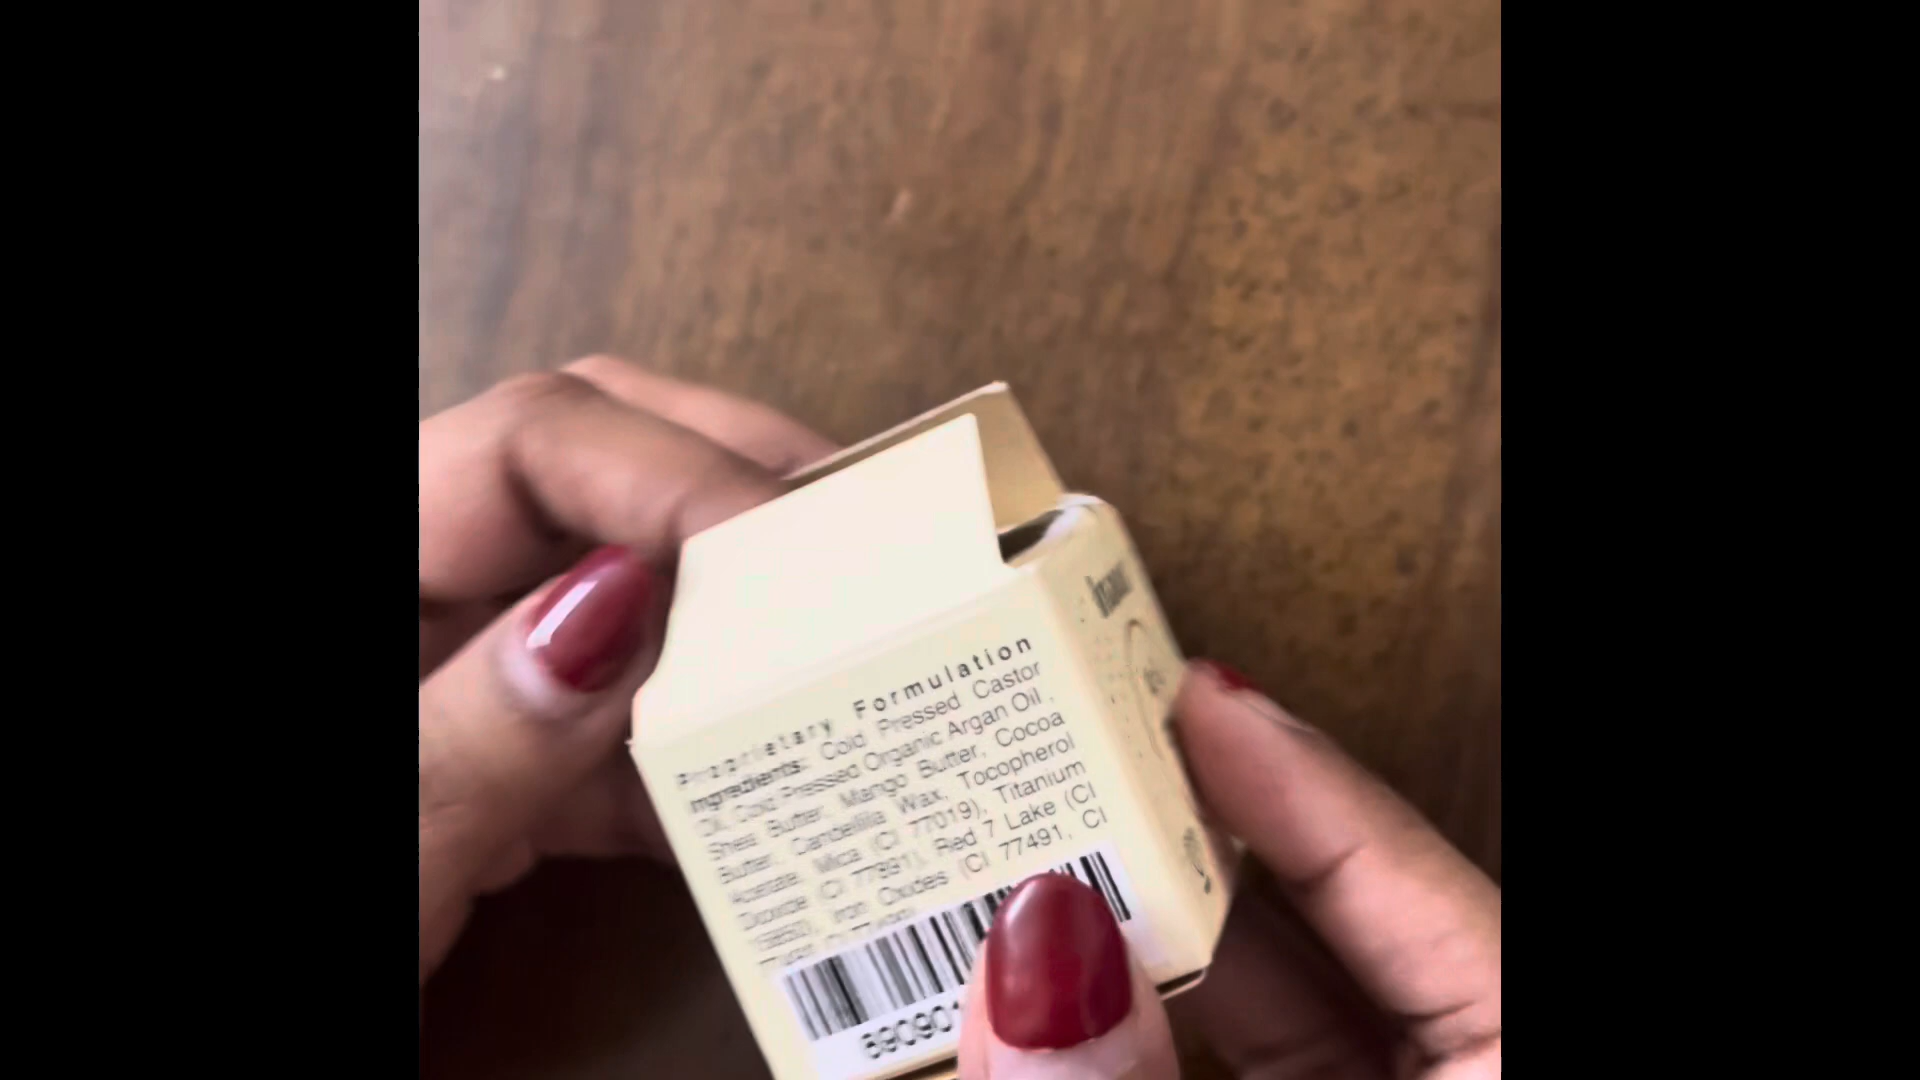 Proprietary Formulation
Ingredients: Cold Pressed Castor
Oil, Cold Pressed Organic Argan Oil ,
Shea Butter, Mango Butter, Cocoa
Butter, Candelilla Wax, Tocopherol
Acetate, Mica (CI 77019), Titanium
Dioxide (CI 77891), Red 7 Lake (CI
Iron Oxides (CI 77491, CI